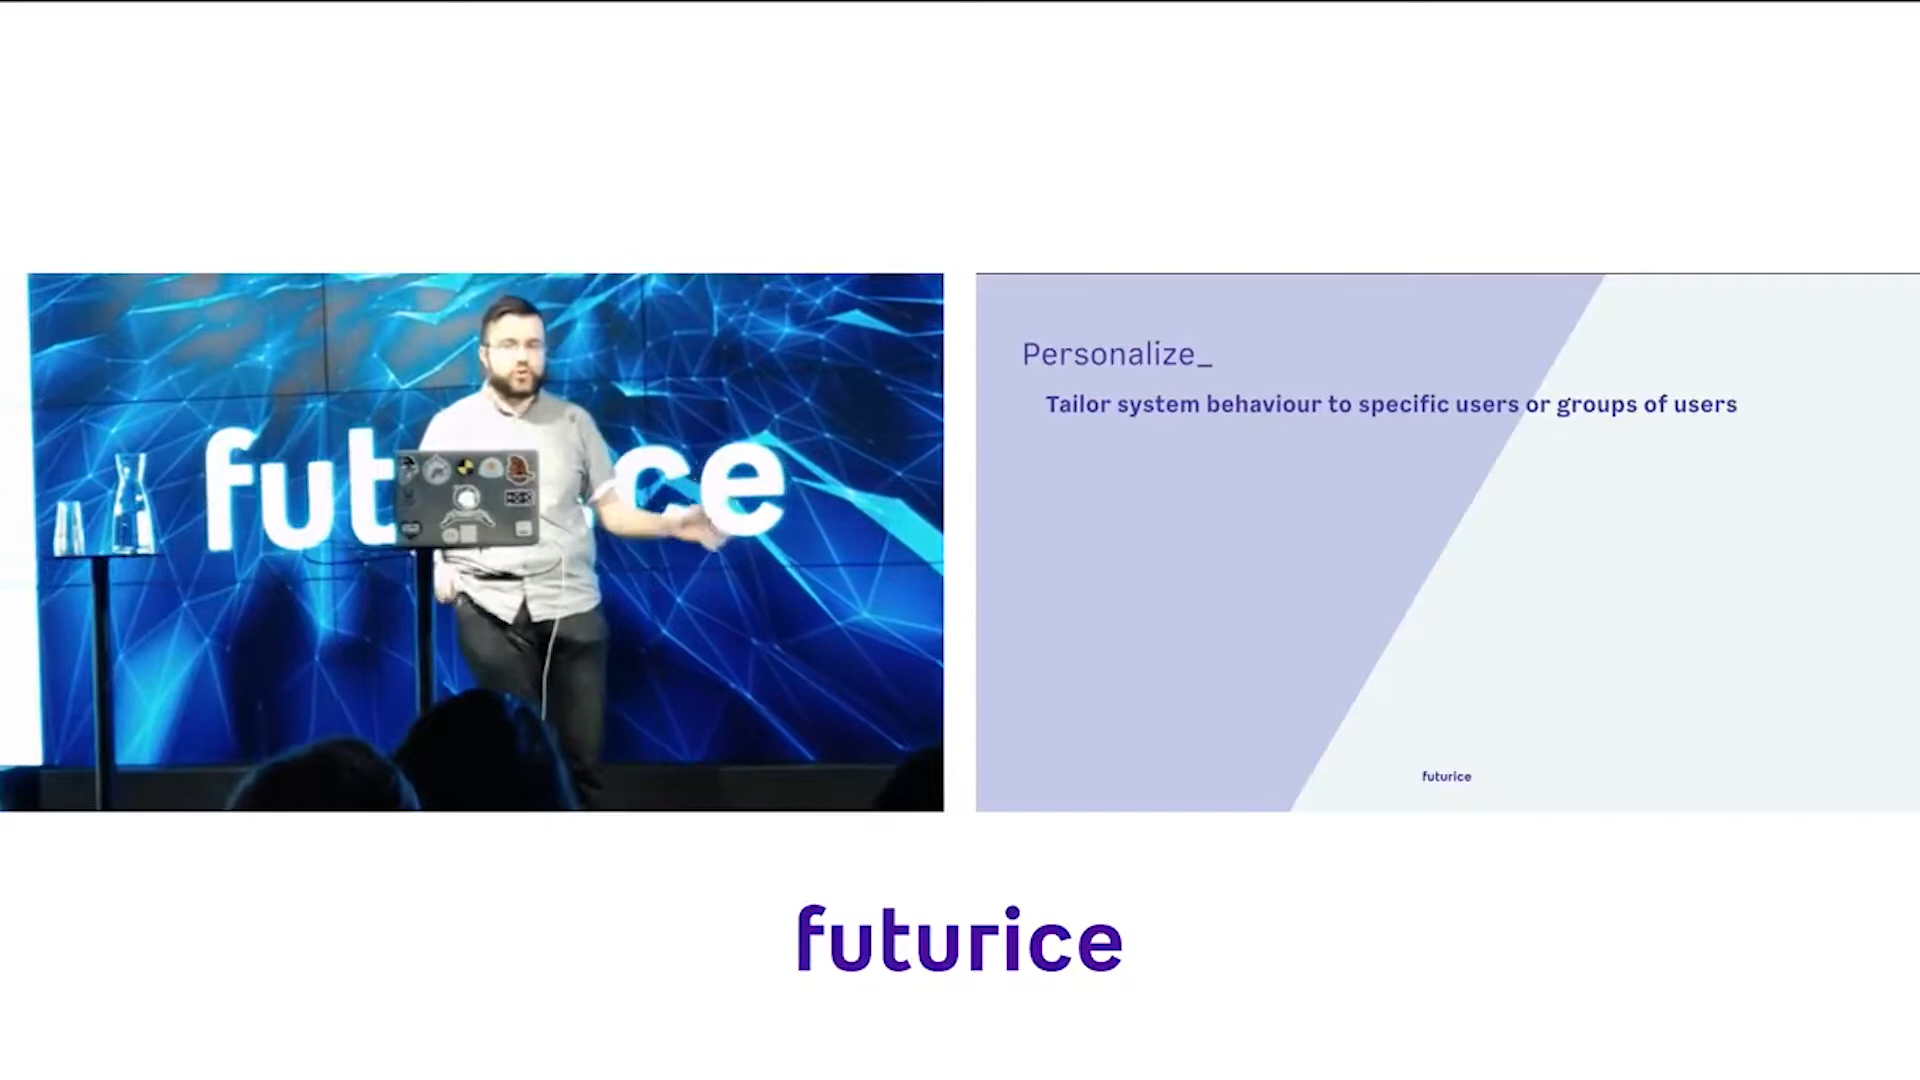 futurice
Personalize_
Tailor system behaviour to specific users or groups of users
futurice
futurice